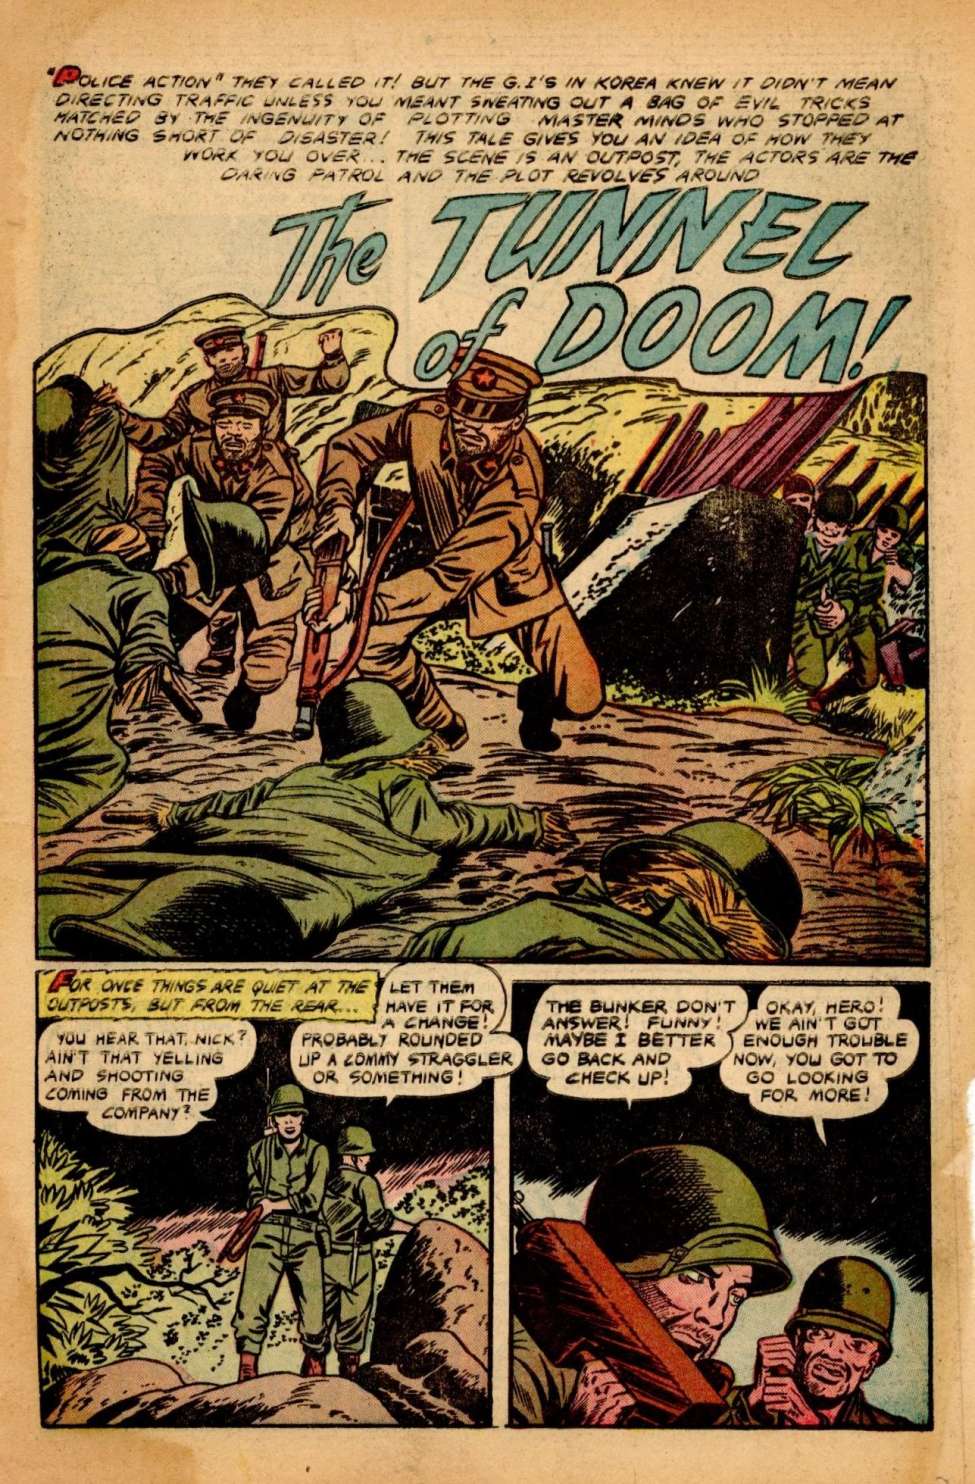 "POLICE ACTION" THEY CALLED IT! BUT THE G.I'S IN KOREA KNEW IT DIDN'T MEAN
DIRECTING TRAFFIC UNLESS YOU MEANT SWEATING OUT A BAG OF EVIL TRICKS
HATCHED BY THE INGENUITY OF PLOTTING MASTER MINDS WHO STOPPED AT
NOTHING SHORT OF DISASTER! THIS TALE GIVES YOU AN IDEA OF HOW THEY
WORK YOU OVER... THE SCENE IS AN OUTPOST, THE ACTORS ARE THE
DARING PATROL AND THE PLOT REVOLVES AROUND
The TUNNEL
of DOOM!
FOR ONCE THINGS ARE QUIET AT THE
OUTPOSTS, BUT FROM THE REAR...
YOU HEAR THAT, NICK?
AIN'T THAT YELLING
AND SHOOTING
COMING FROM THE
COMPANY?
LET THEM
HAVE IT FOR
A CHANGE!
PROBABLY ROUNDED
UP A COMMY STRAGGLER
OR SOMETHING!
THE BUNKER DON'T
ANSWER! FUNNY!
MAYBE I BETTER
GO BACK AND
CHECK UP!
OKAY, HERO!
WE AIN'T GOT
ENOUGH TROUBLE
NOW, YOU GOT TO
GO LOOKING
FOR MORE!